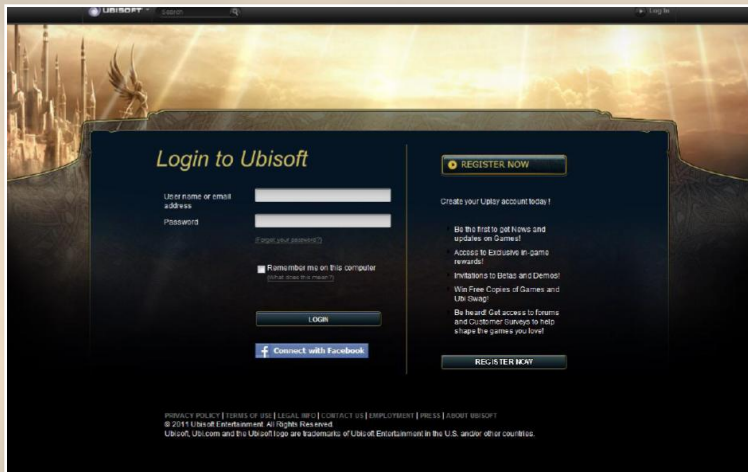 UBISOFT™ Search Log In
Login to Ubisoft
User name or email
address
Password
(Forgot your password?)
Remember me on this computer
(What does this mean?)
LOGIN
Connect with Facebook
REGISTER NOW
Create your Uplay account today!
Be the first to get News and
updates on Games!
Access to Exclusive in-game
rewards!
Invitations to Betas and Demos!
Win Free Copies of Games and
Ubi Swag!
Be heard! Get access to forums
and Customer Surveys to help
shape the games you love!
REGISTER NOW
PRIVACY POLICY | TERMS OF USE | LEGAL INFO | CONTACT US | EMPLOYMENT | PRESS | ABOUT UBISOFT
© 2011 Ubisoft Entertainment. All Rights Reserved.
Ubisoft, Ubi.com and the Ubisoft logo are trademarks of Ubisoft Entertainment in the U.S. and/or other countries.